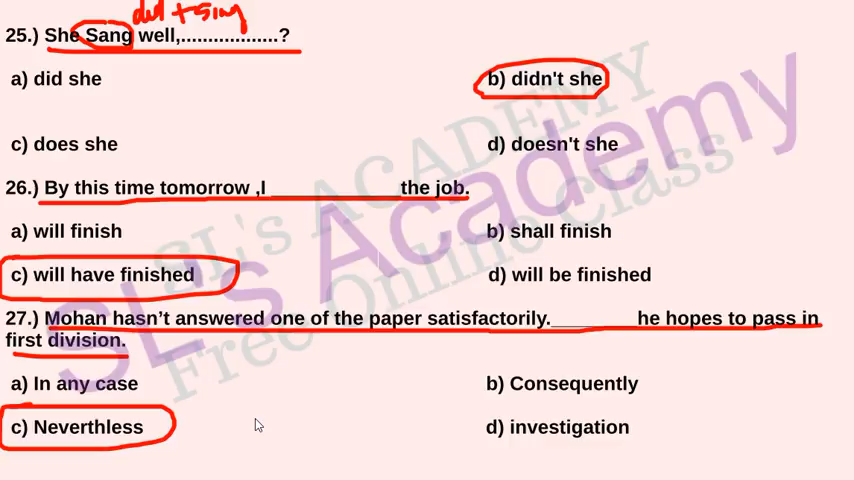 did + sing
25.) She Sang well,..................?
a) did she b) didn't she
c) does she d) doesn't she
26.) By this time tomorrow ,I ____________the job.
a) will finish b) shall finish
c) will have finished d) will be finished
27.) Mohan hasn’t answered one of the paper satisfactorily.________ he hopes to pass in
first division.
a) In any case b) Consequently
c) Neverthless d) investigation
SL's ACADEMY
SL's Academy
Free Online Class